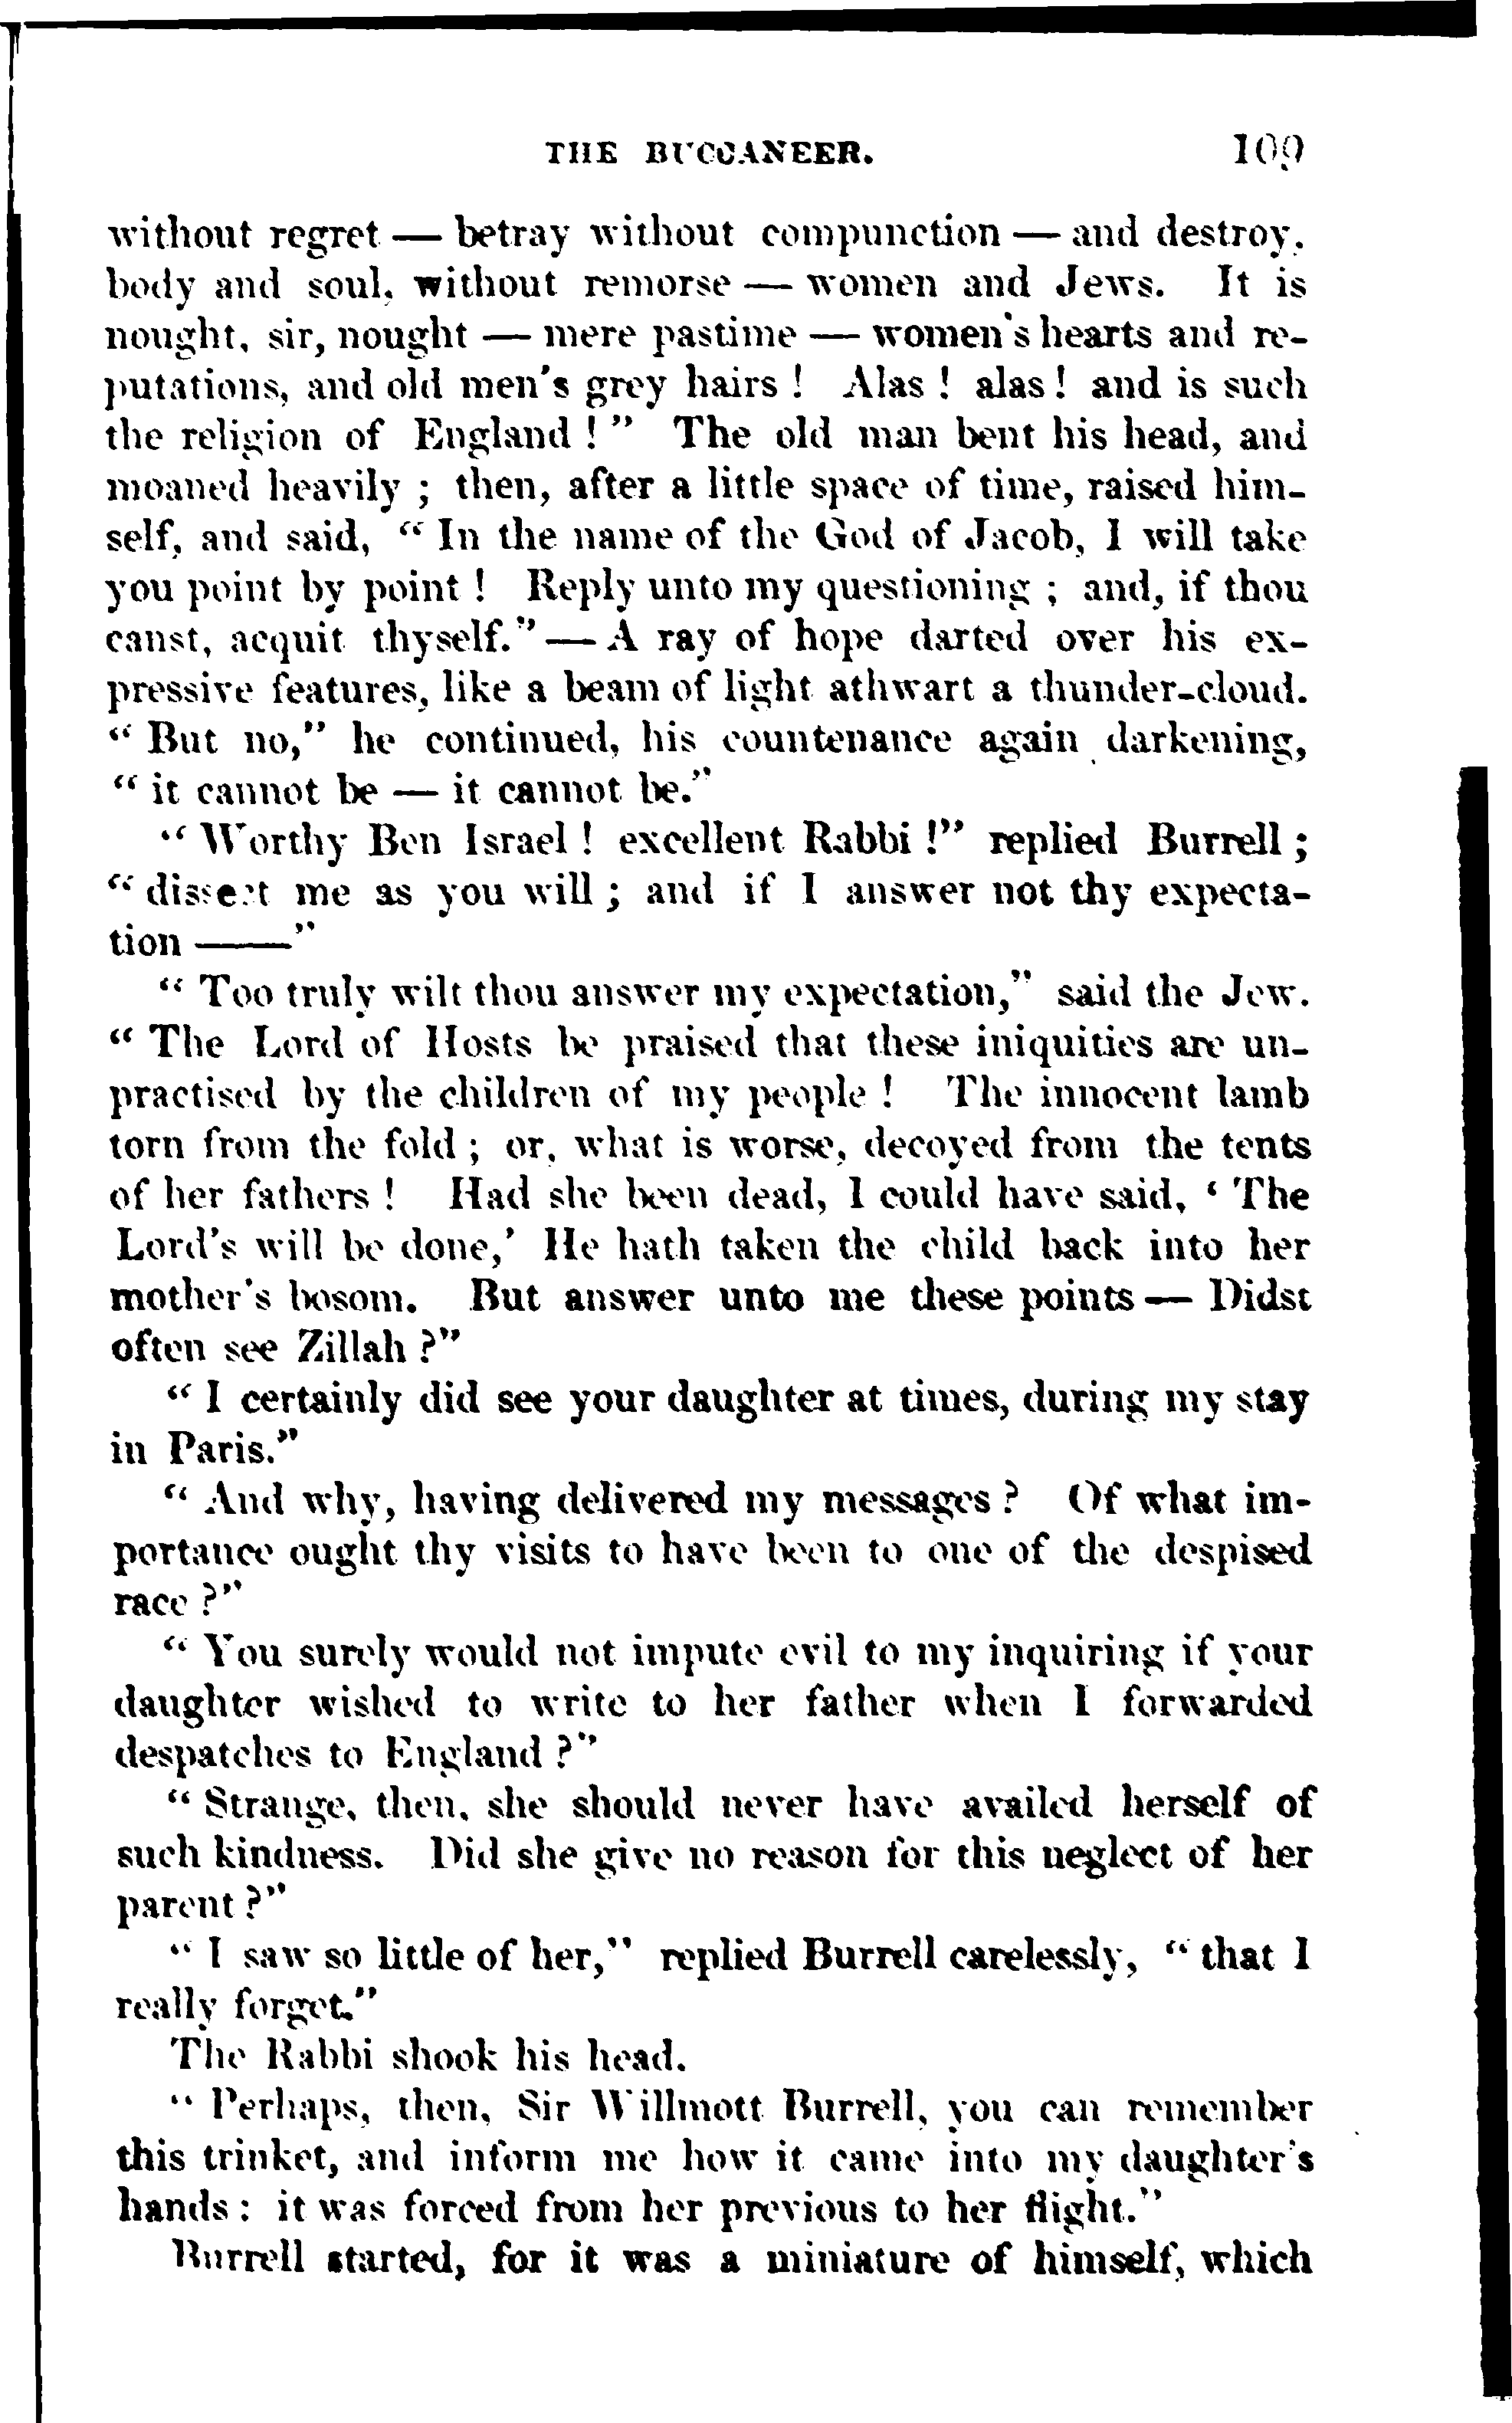 THE BUCCANEER. 109
without regret — betray without compunction — and destroy,
body and soul, without remorse — women and Jews. It is
nought, sir, nought — mere pastime — women's hearts and re-
putations, and old men's grey hairs ! Alas ! alas ! and is such
the religion of England ! " The old man bent his head, and
moaned heavily ; then, after a little space of time, raised him-
self, and said, " In the name of the God of Jacob, I will take
you point by point ! Reply unto my questioning ; and, if thou
canst, acquit thyself." — A ray of hope darted over his ex-
pressive features, like a beam of light athwart a thunder-cloud.
" But no," he continued, his countenance again darkening,
" it cannot be — it cannot be."
" Worthy Ben Israel ! excellent Rabbi !" replied Burrell ;
" dissect me as you will ; and if I answer not thy expecta-
tion ——"
" Too truly wilt thou answer my expectation," said the Jew.
" The Lord of Hosts be praised that these iniquities are un-
practised by the children of my people ! The innocent lamb
torn from the fold ; or, what is worse, decoyed from the tents
of her fathers ! Had she been dead, I could have said, ' The
Lord's will be done,' He hath taken the child back into her
mother's bosom. But answer unto me these points — Didst
often see Zillah ?"
" I certainly did see your daughter at times, during my stay
in Paris."
" And why, having delivered my messages ? Of what im-
portance ought thy visits to have been to one of the despised
race ?"
" You surely would not impute evil to my inquiring if your
daughter wished to write to her father when I forwarded
despatches to England ?"
" Strange, then, she should never have availed herself of
such kindness. Did she give no reason for this neglect of her
parent ?"
" I saw so little of her," replied Burrell carelessly, " that I
really forget."
The Rabbi shook his head.
" Perhaps, then, Sir Willmott Burrell, you can remember
this trinket, and inform me how it came into my daughter's
hands : it was forced from her previous to her flight."
Burrell started, for it was a miniature of himself, which